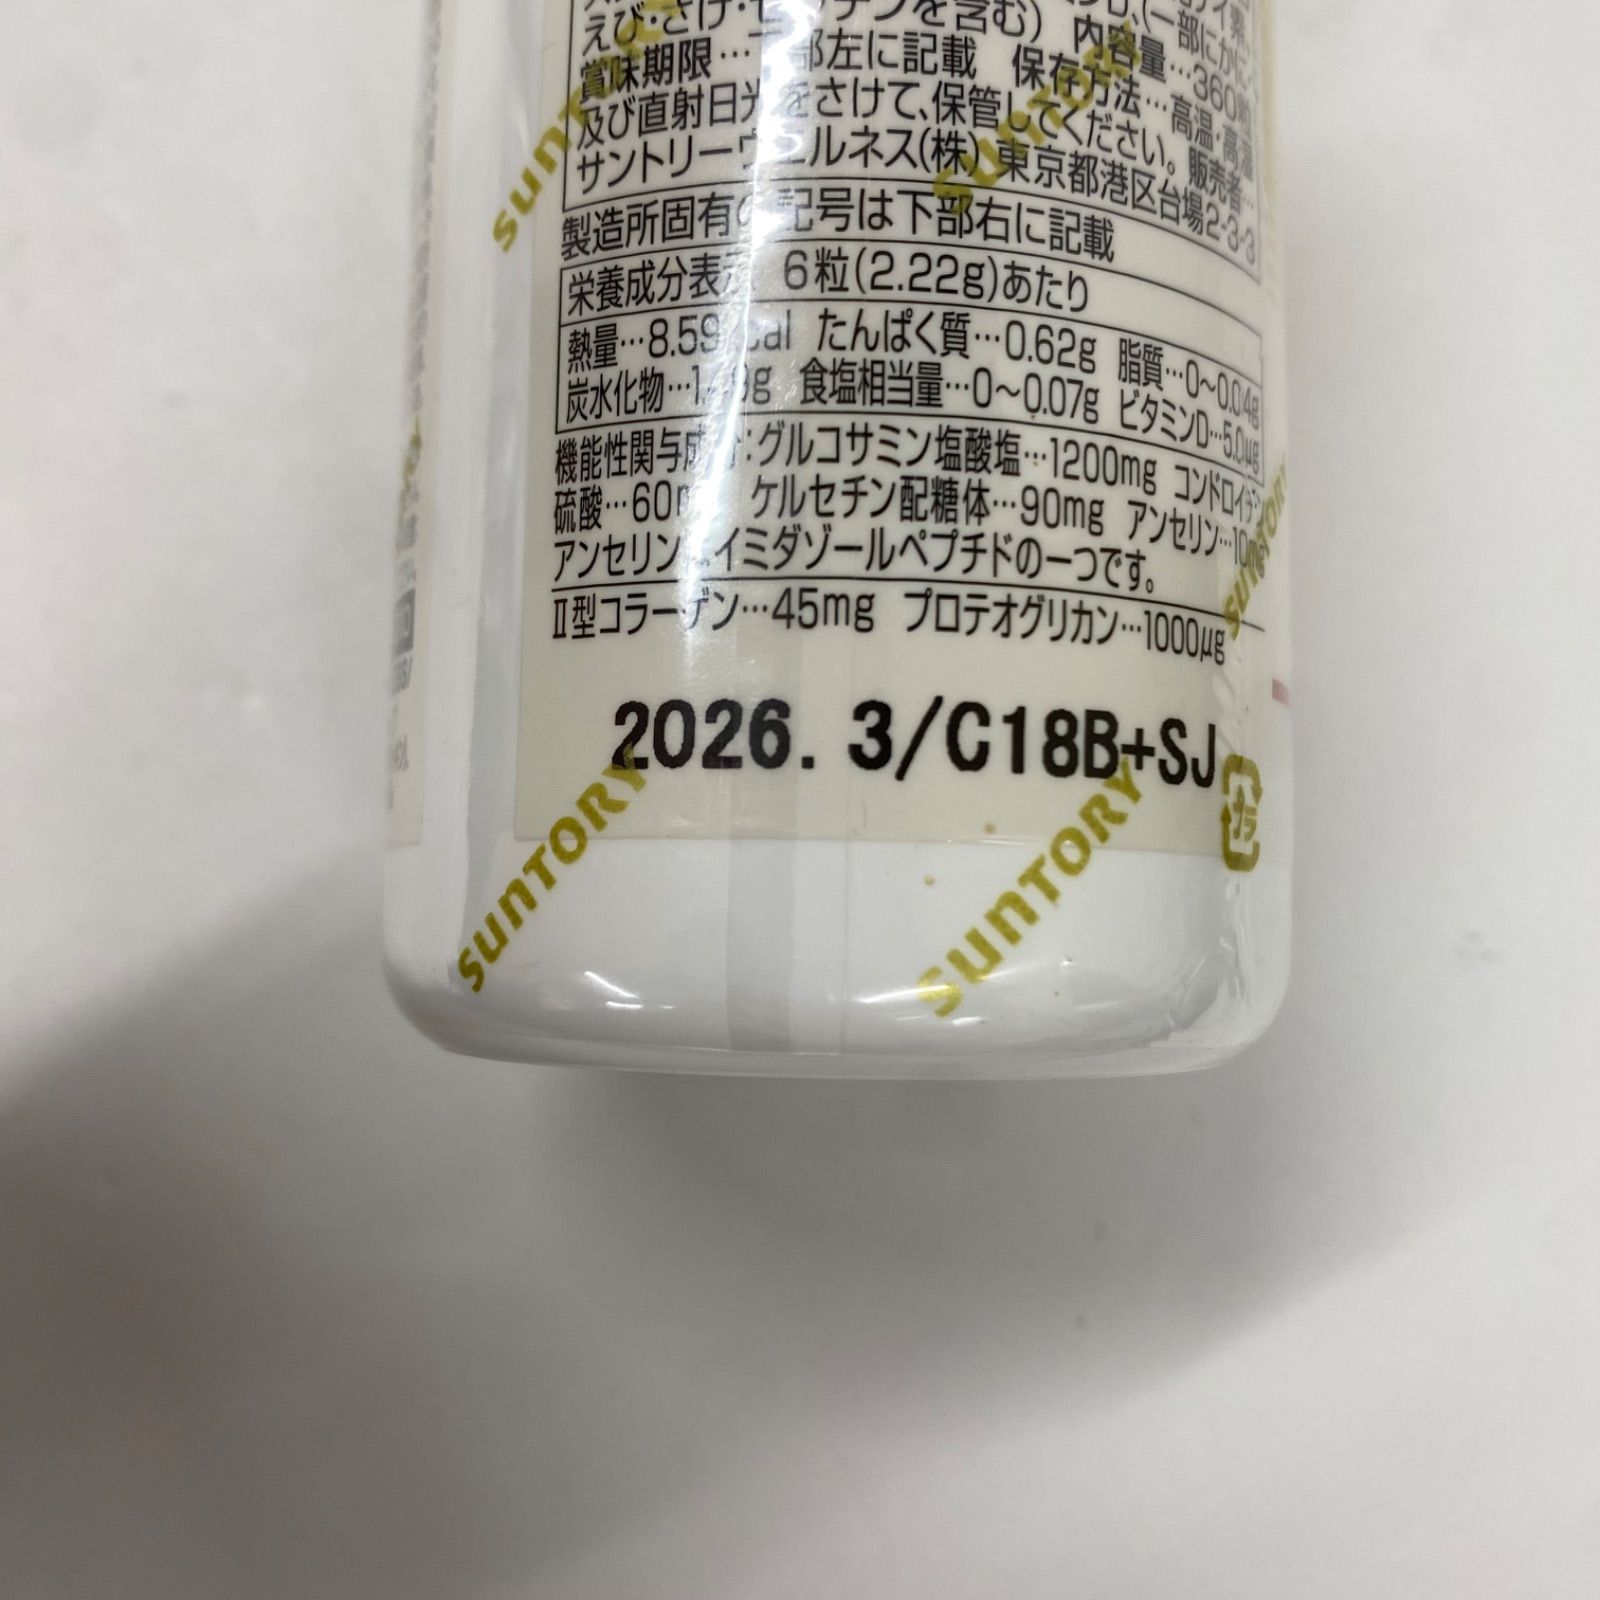 えび・さけ・ゼラチンを含む) 内容量…360粒
賞味期限…下部左に記載 保存方法…高温・高湿
及び直射日光をさけて、保管してください。 販売者…
サントリーウエルネス(株) 東京都港区台場2-3-3
製造所固有の記号は下部右に記載
栄養成分表示 6粒(2.22g)あたり
熱量…8.59kcal たんぱく質…0.62g 脂質…0～0.04g
炭水化物… 食塩相当量…0～0.07g ビタミンD…5.0μg
機能性関与成分:グルコサミン塩酸塩…1200mg コンドロイチン
硫酸…60mg ケルセチン配糖体…90mg アンセリン…10mg
アンセリンはイミダゾールペプチドの一つです。
Ⅱ型コラーゲン…45mg プロテオグリカン…1000μg
2026. 3/C18B+SJ
プラ
SUNTORY
SUNTORY
SUNTORY
SUNTORY
SUNTORY